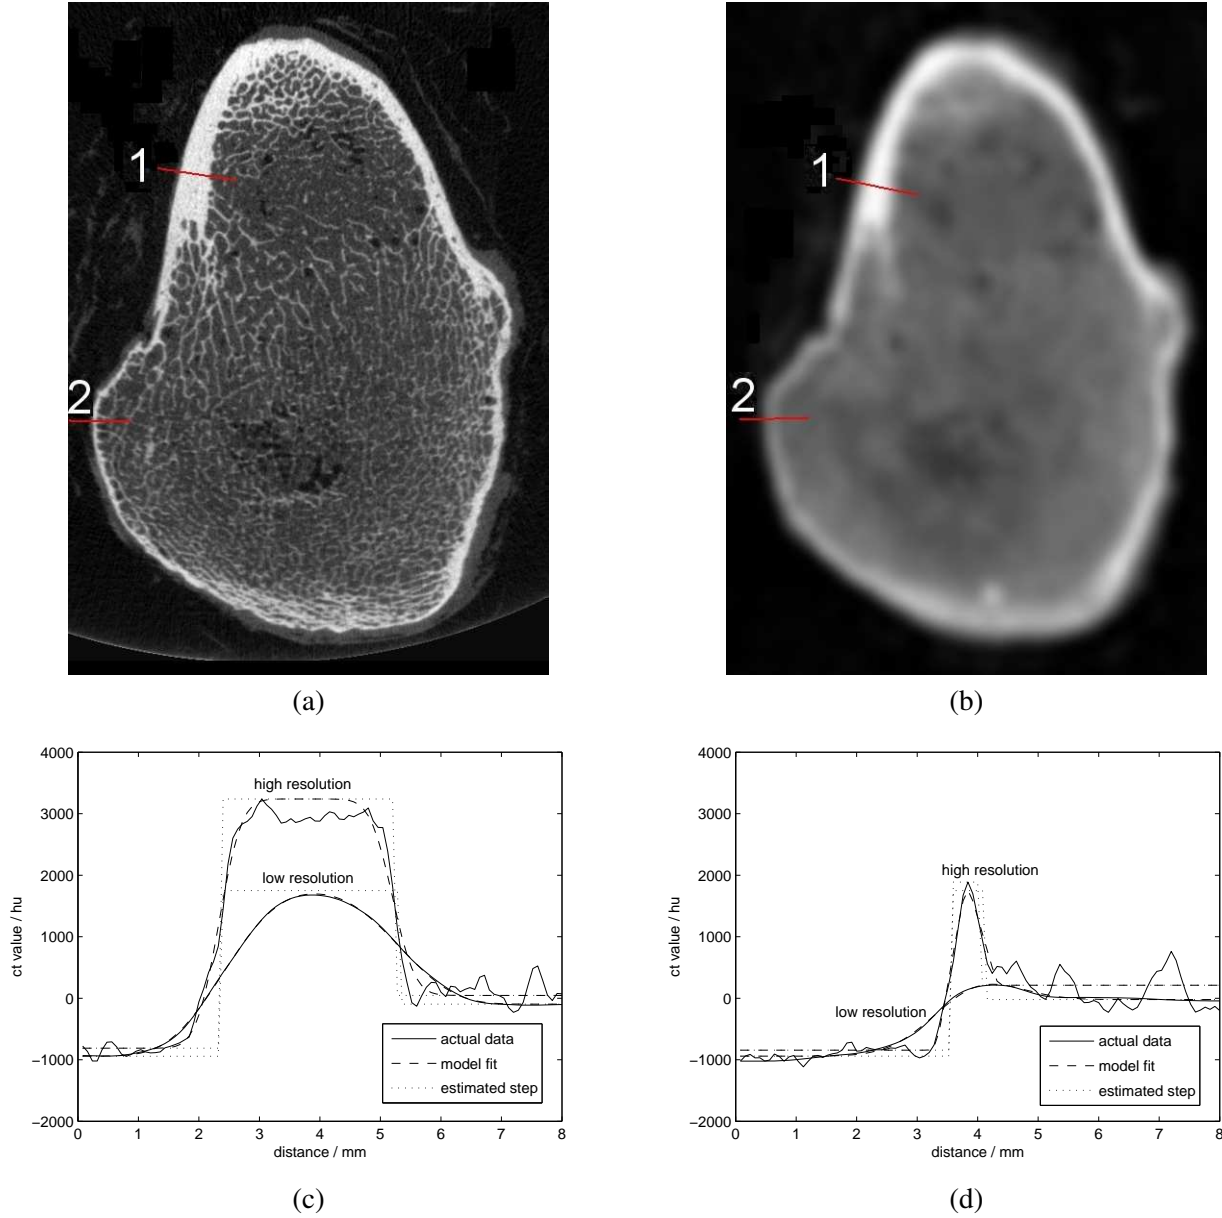 1
2
1
2
(a)
(b)
4000
3000
2000
1000
0
−1000
−2000
ct value / hu
high resolution
low resolution
actual data
model fit
estimated step
0 1 2 3 4 5 6 7 8
distance / mm
(c)
4000
3000
2000
1000
0
−1000
−2000
ct value / hu
high resolution
low resolution
actual data
model fit
estimated step
0 1 2 3 4 5 6 7 8
distance / mm
(d)